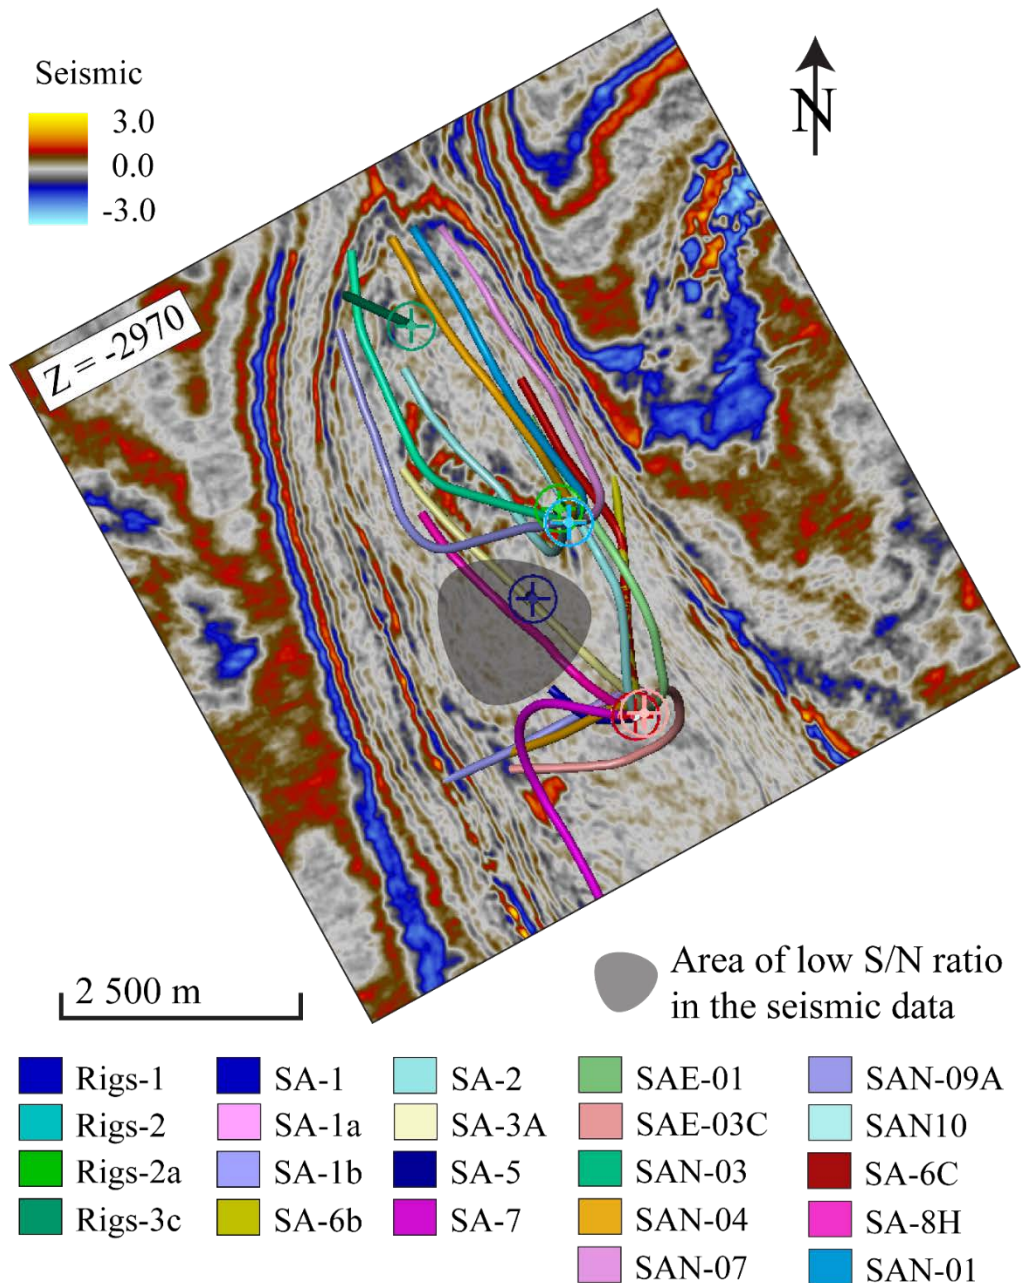 Seismic
3.0
0.0
-3.0
N
Z = -2970
2 500 m
Area of low S/N ratio
in the seismic data
Rigs-1
Rigs-2
Rigs-2a
Rigs-3c
SA-1
SA-1a
SA-1b
SA-6b
SA-2
SA-3A
SA-5
SA-7
SAE-01
SAE-03C
SAN-03
SAN-04
SAN-07
SAN-09A
SAN10
SA-6C
SA-8H
SAN-01